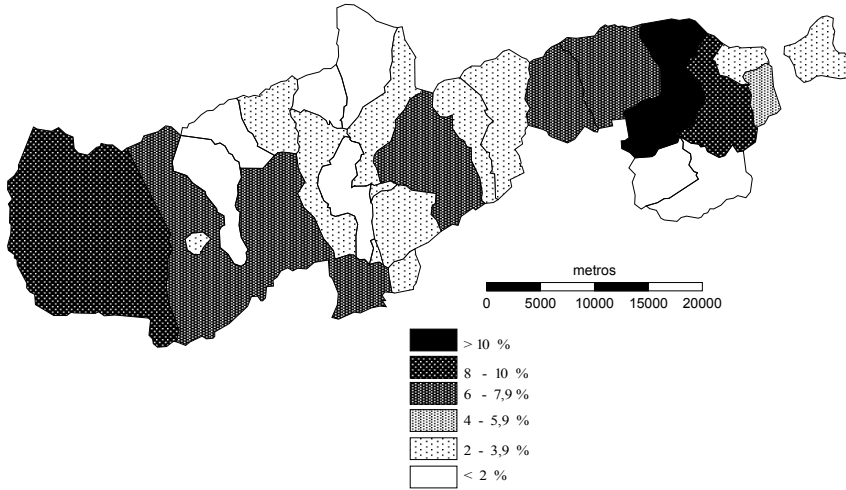 metros
0 5000 10000 15000 20000
> 10 %
8 - 10 %
6 - 7,9 %
4 - 5,9 %
2 - 3,9 %
< 2 %